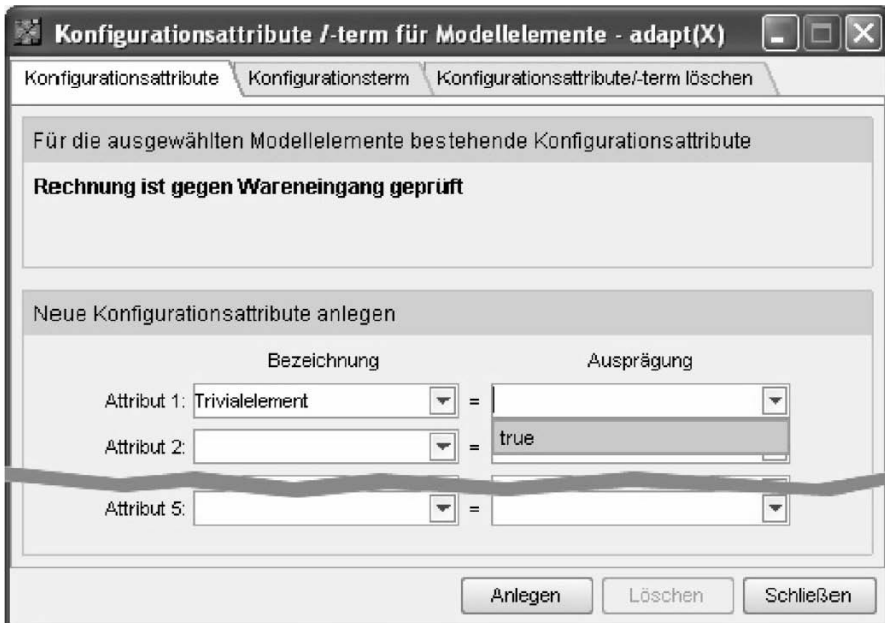 Konfigurationsattribute /-term für Modellelemente - adapt(X)
Konfigurationsattribute Konfigurationsterm Konfigurationsattribute/-term löschen
Für die ausgewählten Modellelemente bestehende Konfigurationsattribute
Rechnung ist gegen Wareneingang geprüft
Neue Konfigurationsattribute anlegen
Bezeichnung Ausprägung
Attribut 1: Trivialelement =
true
Attribut 2: =
Attribut 5: =
Anlegen Löschen Schließen